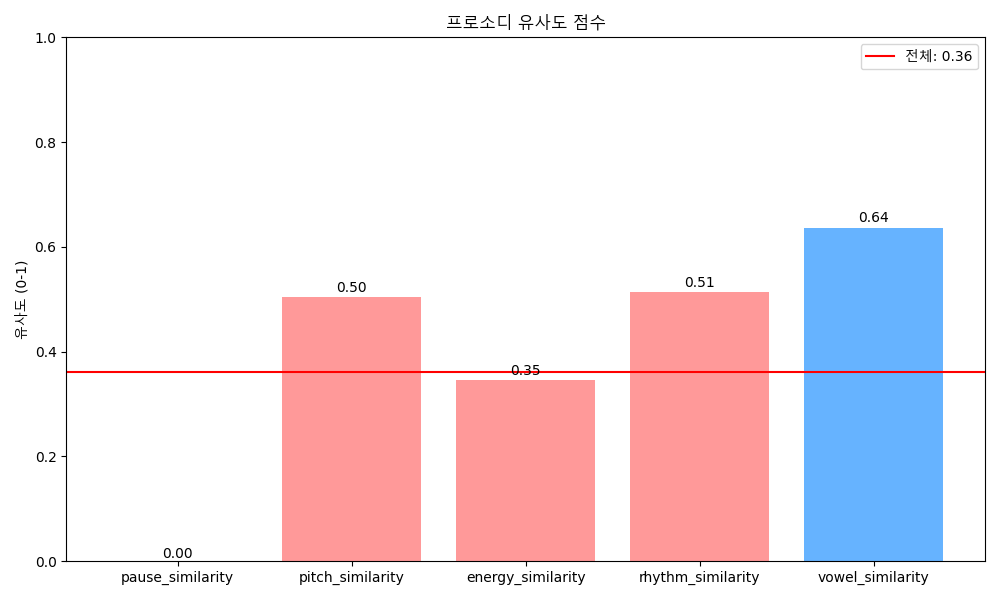 프로소디 유사도 점수
전체: 0.36
유사도 (0-1)
1.0
0.8
0.6
0.4
0.2
0.0
0.00
0.50
0.35
0.51
0.64
pause_similarity
pitch_similarity
energy_similarity
rhythm_similarity
vowel_similarity